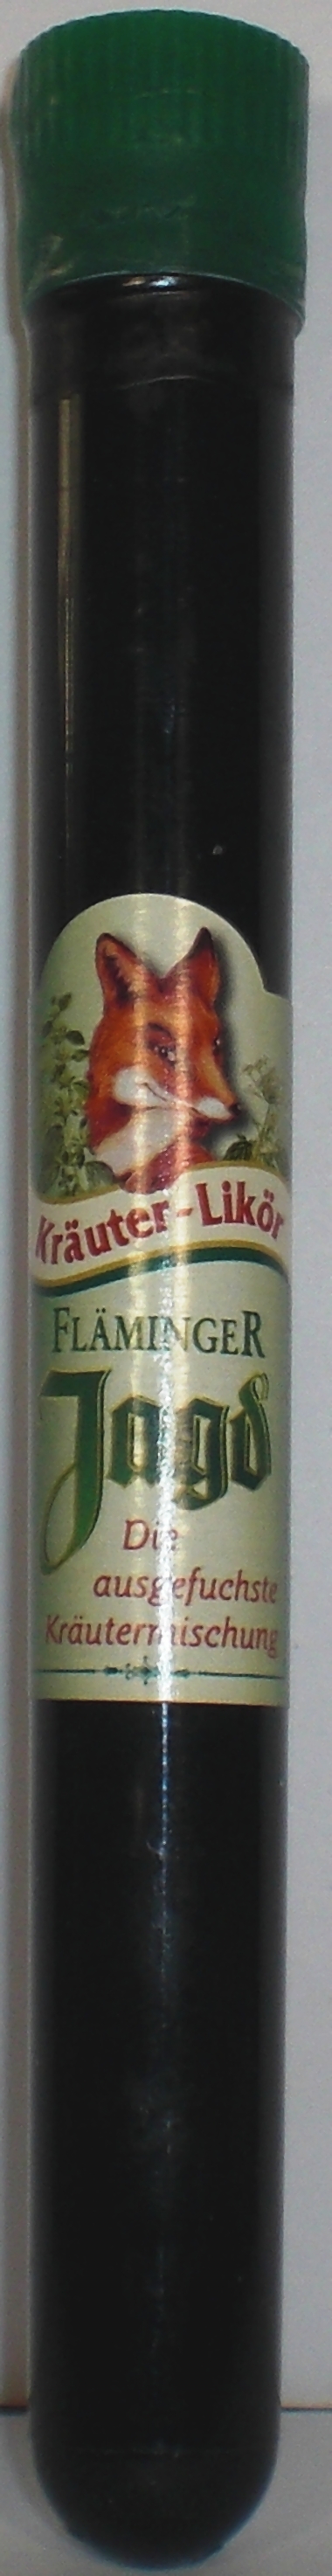 Kräuter-Likör
FLÄMINGER
Jagd
Die
ausgefuchste
Kräutermischung